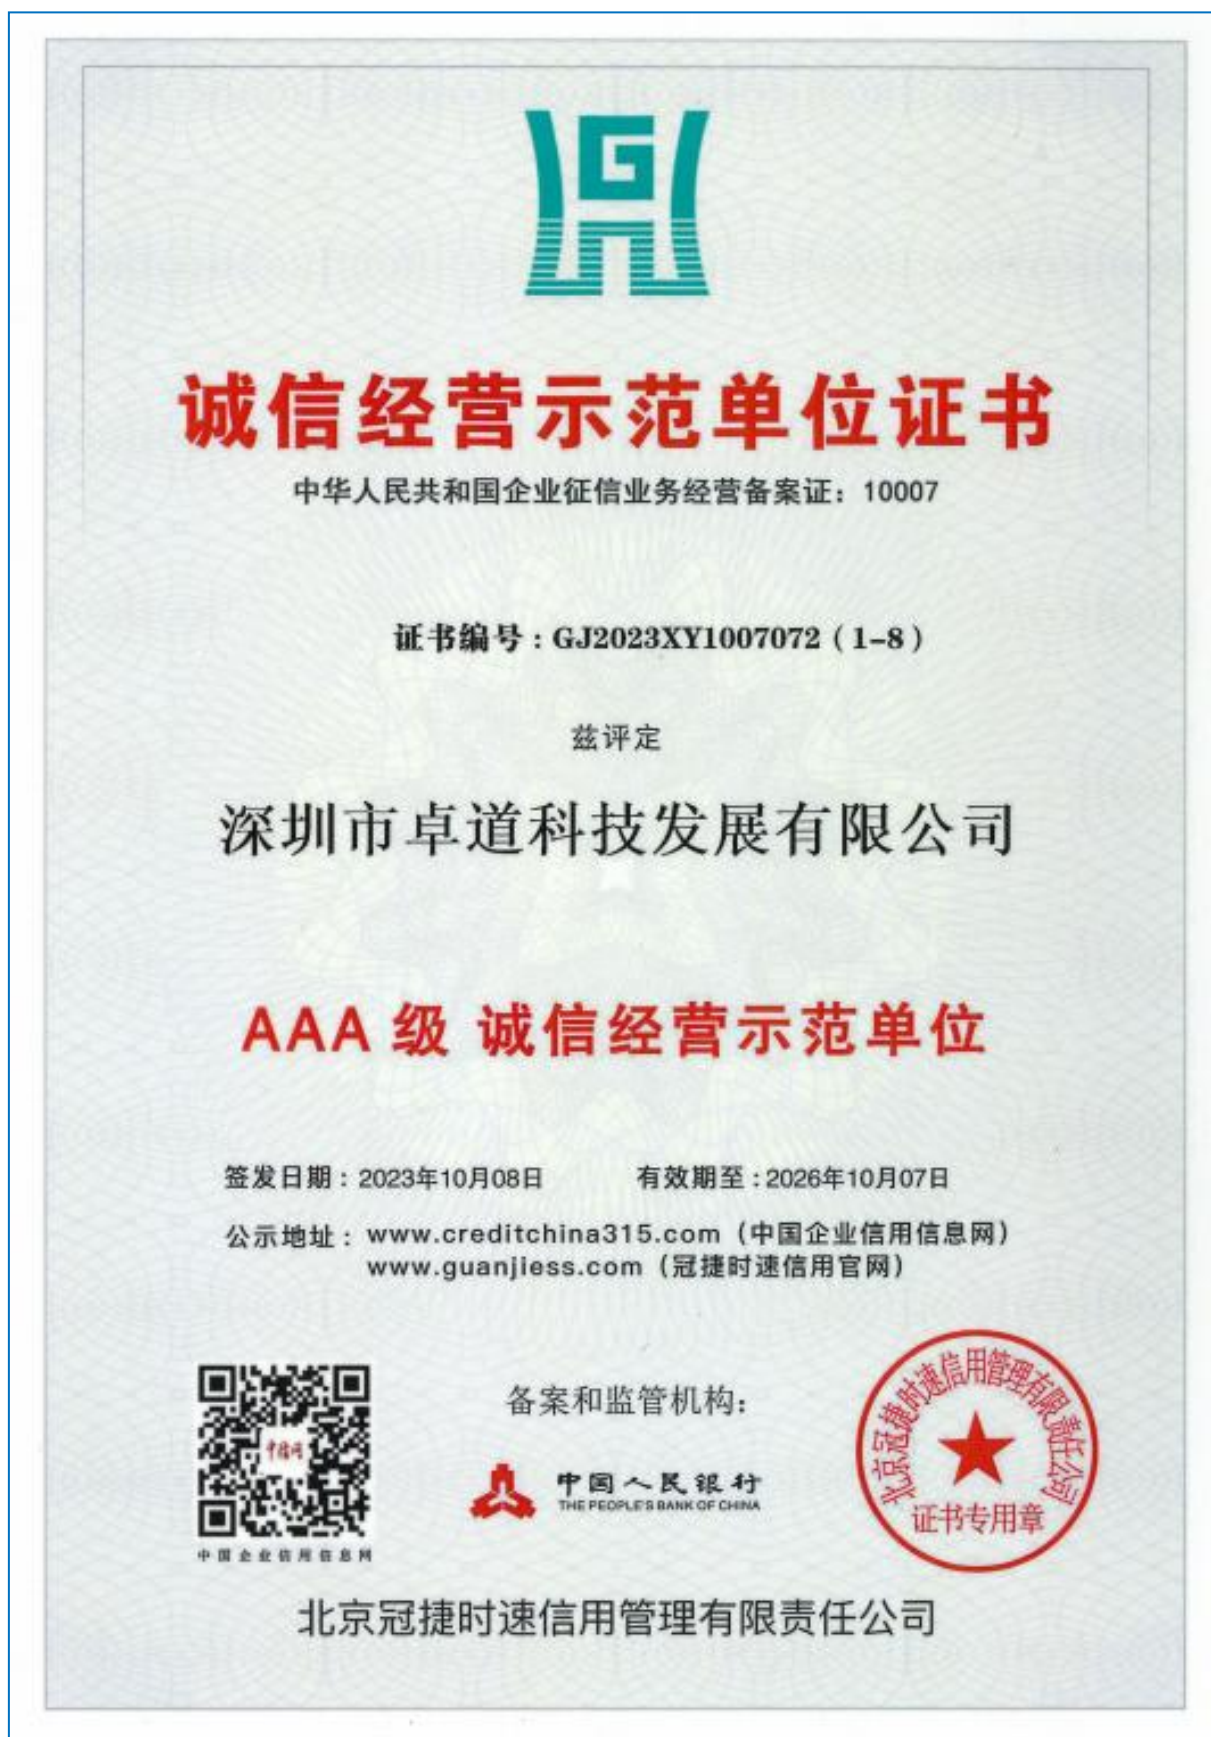 诚信经营示范单位证书
中华人民共和国企业征信业务经营备案证：10007
证书编号：GJ2023XY1007072（1-8）
兹评定
深圳市卓道科技发展有限公司
AAA 级 诚信经营示范单位
签发日期：2023年10月08日 有效期至：2026年10月07日
公示地址：www.creditchina315.com（中国企业信用信息网）
www.guanjiess.com（冠捷时速信用官网）
备案和监管机构：
中国人民银行
THE PEOPLE'S BANK OF CHINA
中信网
中国企业信用信息网
北京冠捷时速信用管理有限责任公司
证书专用章
北京冠捷时速信用管理有限责任公司